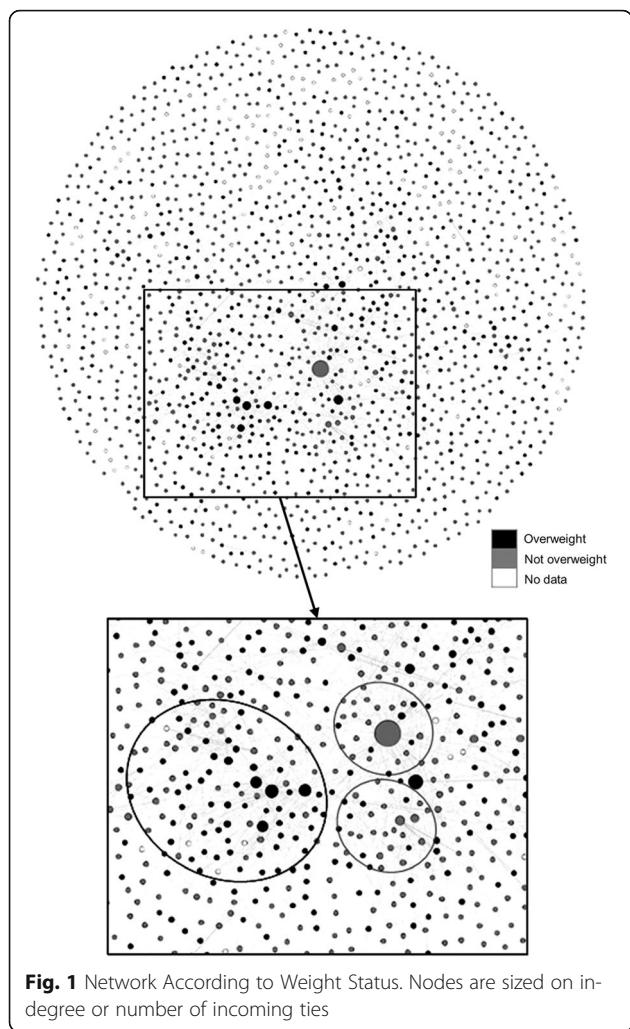 Overweight
Not overweight
No data
Fig. 1 Network According to Weight Status. Nodes are sized on in-
degree or number of incoming ties